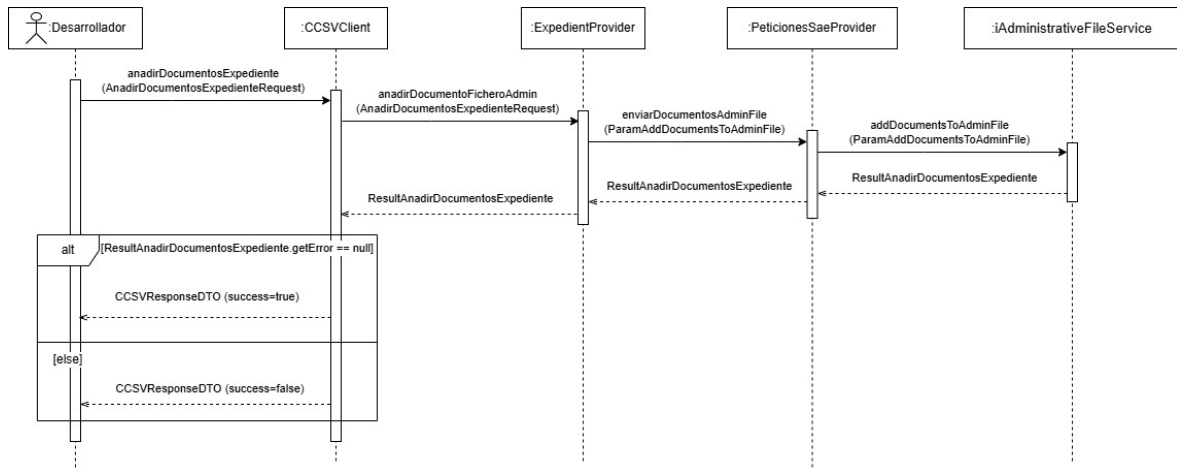 :Desarrollador
:CCSVClient
:ExpedientProvider
:PeticionesSaeProvider
:iAdministrativeFileService
anadirDocumentosExpediente
(AnadirDocumentosExpedienteRequest)
anadirDocumentoFicheroAdmin
(AnadirDocumentosExpedienteRequest)
enviarDocumentosAdminFile
(ParamAddDocumentsToAdminFile)
addDocumentsToAdminFile
(ParamAddDocumentsToAdminFile)
ResultAnadirDocumentosExpediente
ResultAnadirDocumentosExpediente
ResultAnadirDocumentosExpediente
alt
[ResultAnadirDocumentosExpediente.getError == null]
CCSVResponseDTO (success=true)
[else]
CCSVResponseDTO (success=false)